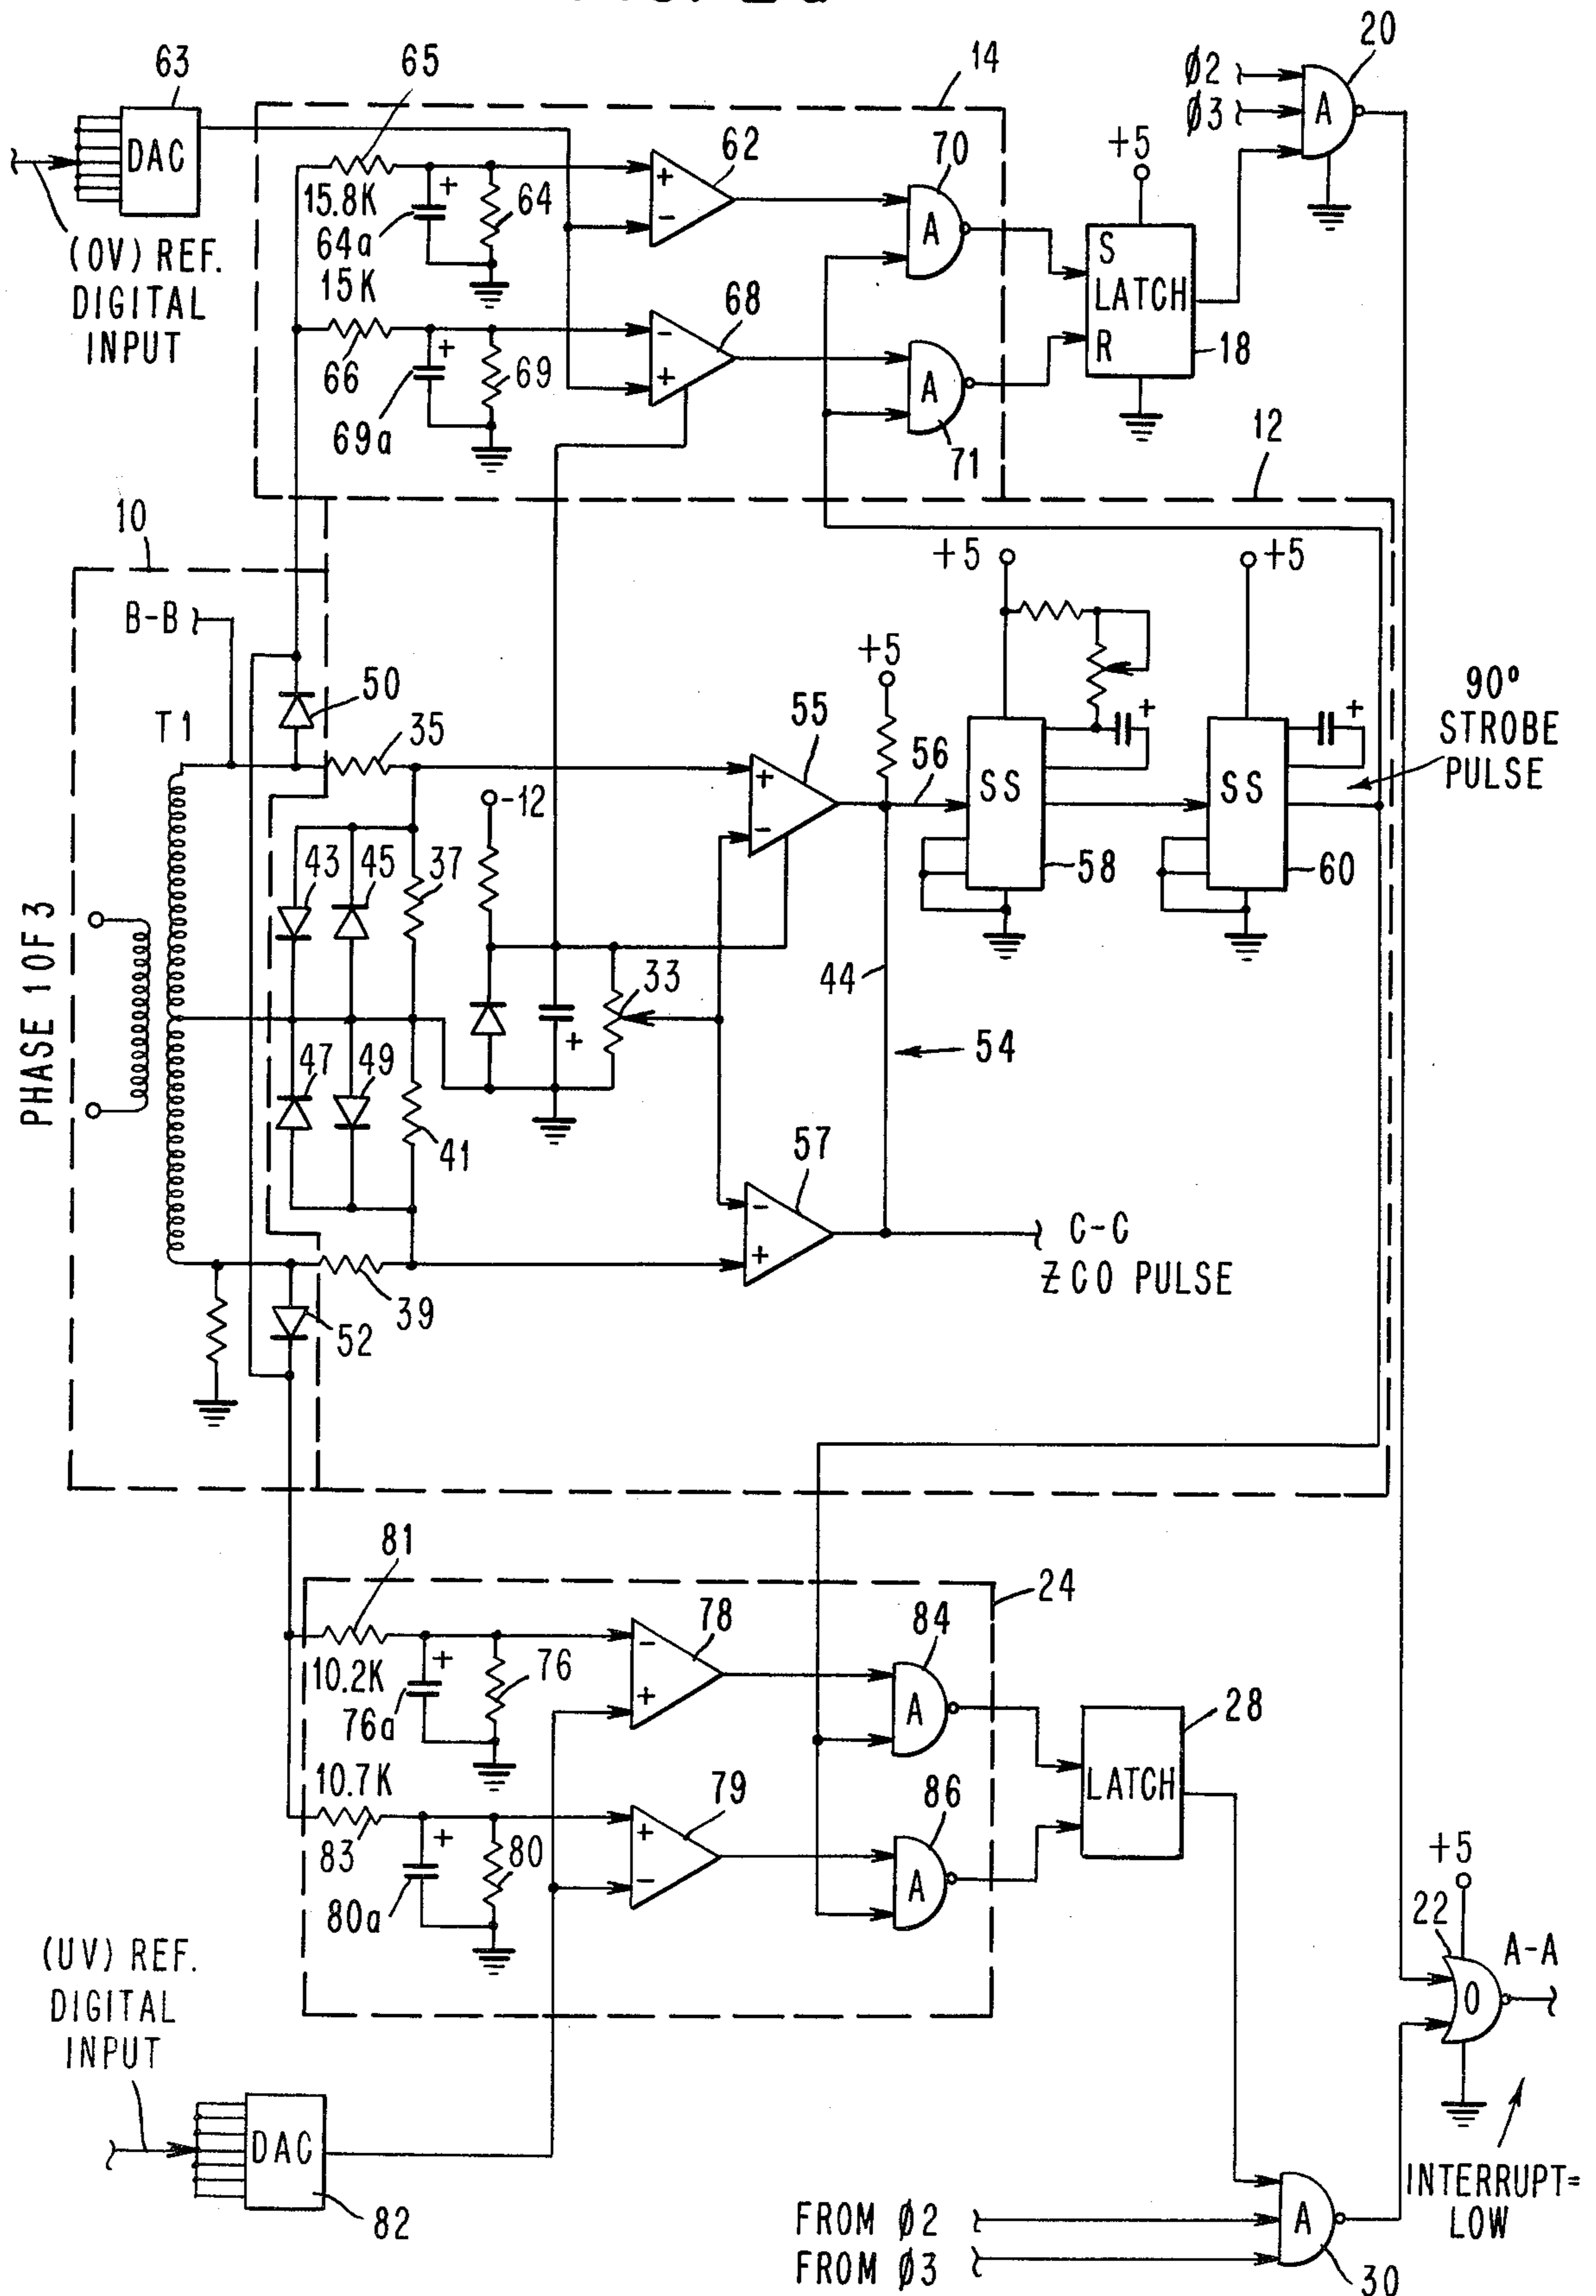 63
65
14
20
Ø2
Ø3
A
DAC
+
-
62
70
A
+5
15.8K
64a
+
64
(OV) REF.
DIGITAL
INPUT
15K
66
69a
+
69
-
+
68
A
71
S
LATCH
R
18
12
10
B-B
50
T1
35
+5
+5
90°
STROBE
PULSE
+5
55
+
-
56
SS
+
58
SS
+
60
-12
43
45
37
33
+
44
54
PHASE 1 OF 3
47
49
41
57
-
+
C-C
ZCO PULSE
39
52
81
24
10.2K
76a
+
76
-
+
78
84
A
28
LATCH
10.7K
83
80a
+
80
+
-
79
86
A
+5
22
O
A-A
(UV) REF.
DIGITAL
INPUT
DAC
82
INTERRUPT=
LOW
FROM Ø2
FROM Ø3
A
30